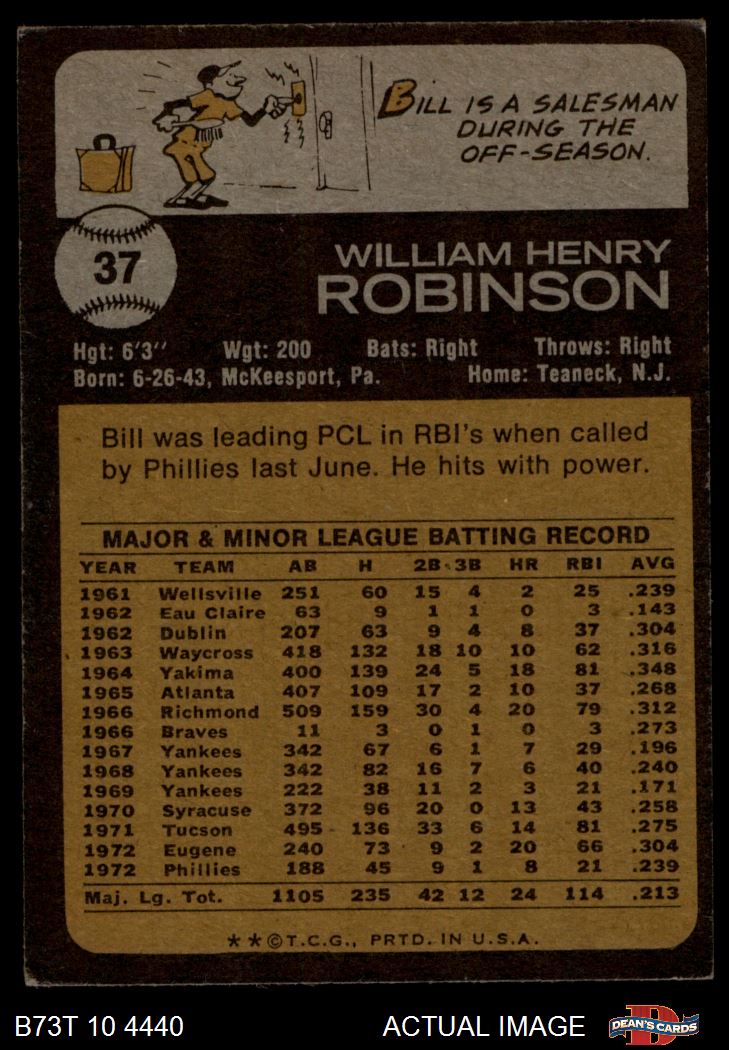 BILL IS A SALESMAN
DURING THE
OFF-SEASON.
37
WILLIAM HENRY
ROBINSON
Hgt: 6'3" Wgt: 200 Bats: Right Throws: Right
Born: 6-26-43, McKeesport, Pa. Home: Teaneck, N.J.
Bill was leading PCL in RBI's when called
by Phillies last June. He hits with power.
MAJOR & MINOR LEAGUE BATTING RECORD
YEAR TEAM AB H 2B 3B HR RBI AVG
1961 Wellsville 251 60 15 4 2 25 .239
1962 Eau Claire 63 9 1 1 0 3 .143
1962 Dublin 207 63 9 4 8 37 .304
1963 Waycross 418 132 18 10 10 62 .316
1964 Yakima 400 139 24 5 18 81 .348
1965 Atlanta 407 109 17 2 10 37 .268
1966 Richmond 509 159 30 4 20 79 .312
1966 Braves 11 3 0 1 0 3 .273
1967 Yankees 342 67 6 1 7 29 .196
1968 Yankees 342 82 16 7 6 40 .240
1969 Yankees 222 38 11 2 3 21 .171
1970 Syracuse 372 96 20 0 13 43 .258
1971 Tucson 495 136 33 6 14 81 .275
1972 Eugene 240 73 9 2 20 66 .304
1972 Phillies 188 45 9 1 8 21 .239
Maj. Lg. Tot. 1105 235 42 12 24 114 .213
**©T.C.G., PRTD. IN U.S.A.
B73T 10 4440 ACTUAL IMAGE DEAN'S CARDS